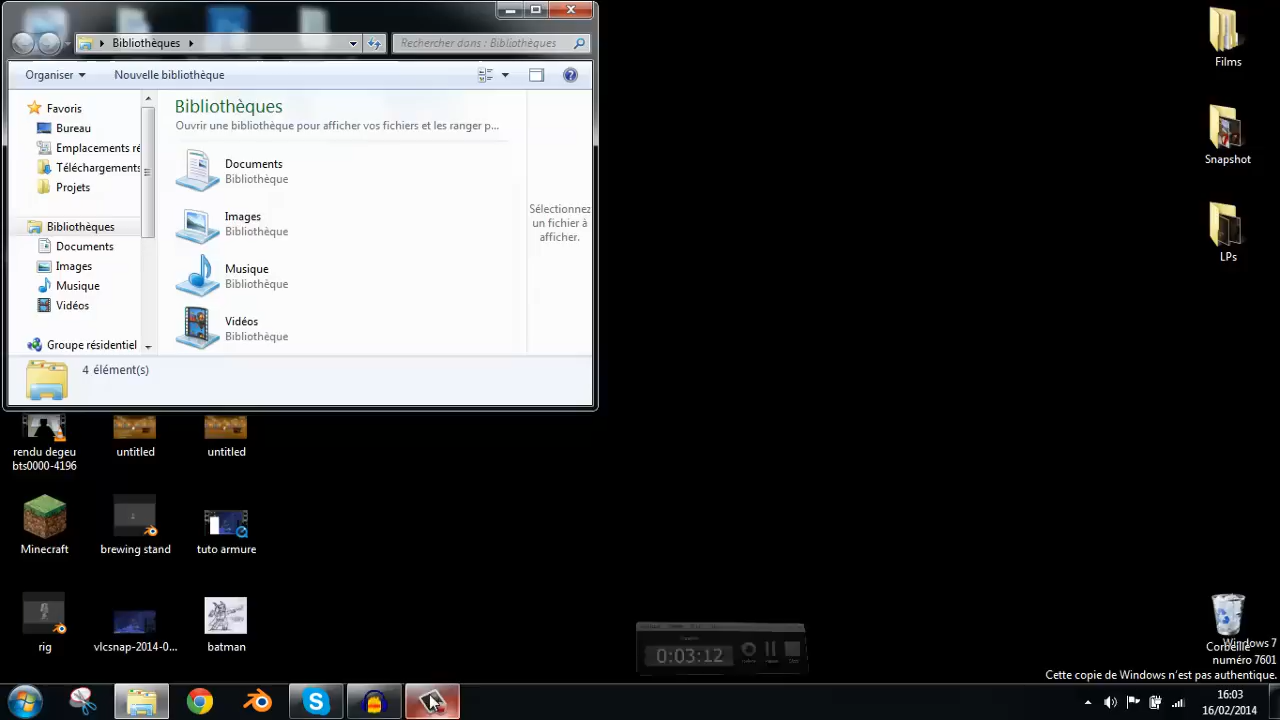 Bibliothèques
Rechercher dans : Bibliothèques
Organiser
Nouvelle bibliothèque
Favoris
Bureau
Emplacements ré
Téléchargements
Projets
Bibliothèques
Documents
Images
Musique
Vidéos
Groupe résidentiel
Bibliothèques
Ouvrir une bibliothèque pour afficher vos fichiers et les ranger p...
Documents
Bibliothèque
Images
Bibliothèque
Musique
Bibliothèque
Vidéos
Bibliothèque
Sélectionnez
un fichier à
afficher.
4 élément(s)
Films
Snapshot
LPs
rendu degeu
bts0000-4196
untitled
untitled
Minecraft
brewing stand
tuto armure
rig
vlcsnap-2014-0...
batman
0:03:12
Corbeille
Windows 7
numéro 7601
Cette copie de Windows n'est pas authentique.
16:03
16/02/2014